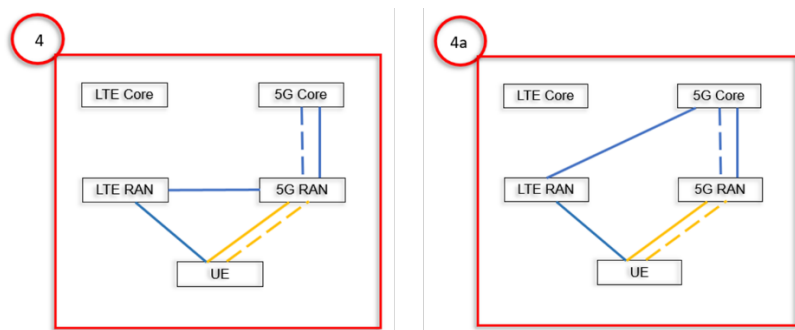 4
LTE Core
5G Core
LTE RAN
5G RAN
UE
4a
LTE Core
5G Core
LTE RAN
5G RAN
UE